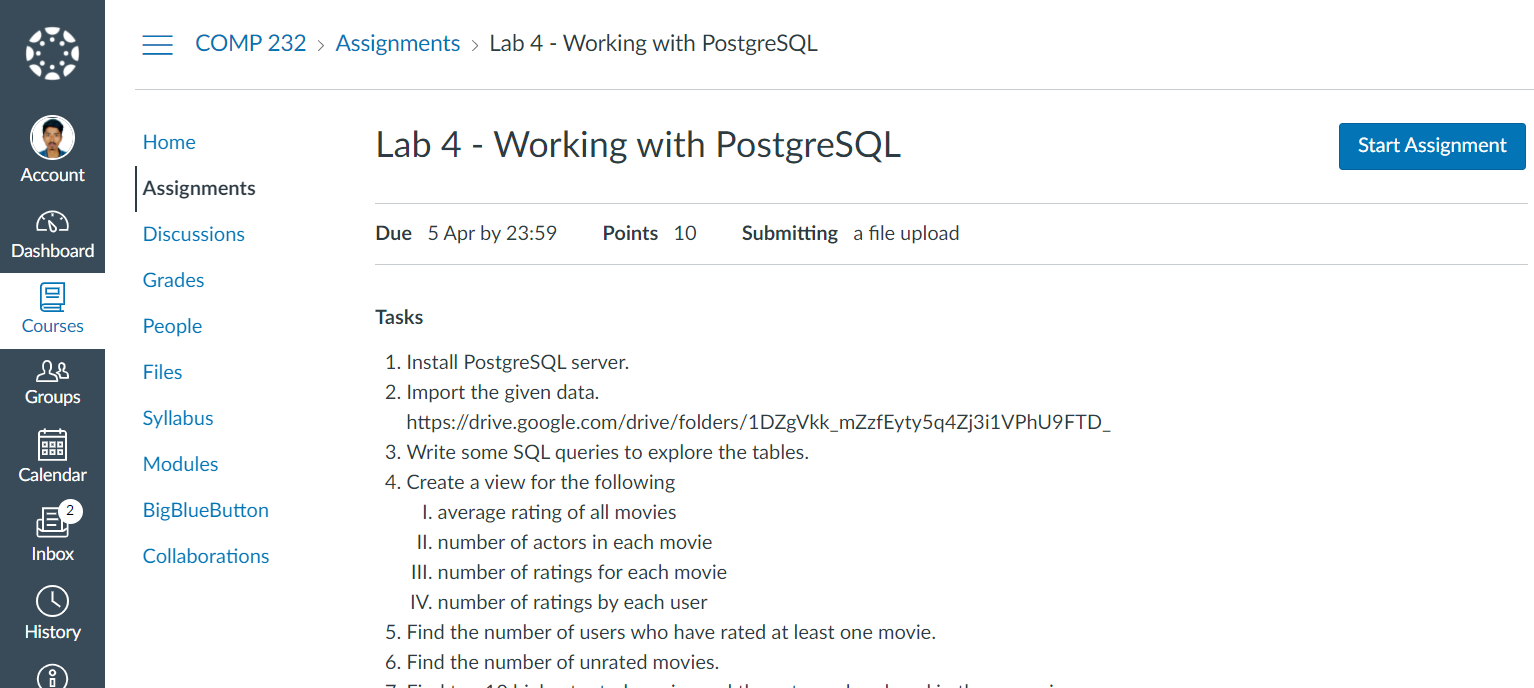 COMP 232 > Assignments > Lab 4 - Working with PostgreSQL
Account
Dashboard
Courses
Groups
Calendar
2
Inbox
History
Home
Assignments
Discussions
Grades
People
Files
Syllabus
Modules
BigBlueButton
Collaborations
Lab 4 - Working with PostgreSQL
Start Assignment
Due 5 Apr by 23:59 Points 10 Submitting a file upload
Tasks
1. Install PostgreSQL server.
2. Import the given data.
https://drive.google.com/drive/folders/1DZgVkk_mZzfEyty5q4Zj3i1VPhU9FTD_
3. Write some SQL queries to explore the tables.
4. Create a view for the following
I. average rating of all movies
II. number of actors in each movie
III. number of ratings for each movie
IV. number of ratings by each user
5. Find the number of users who have rated at least one movie.
6. Find the number of unrated movies.